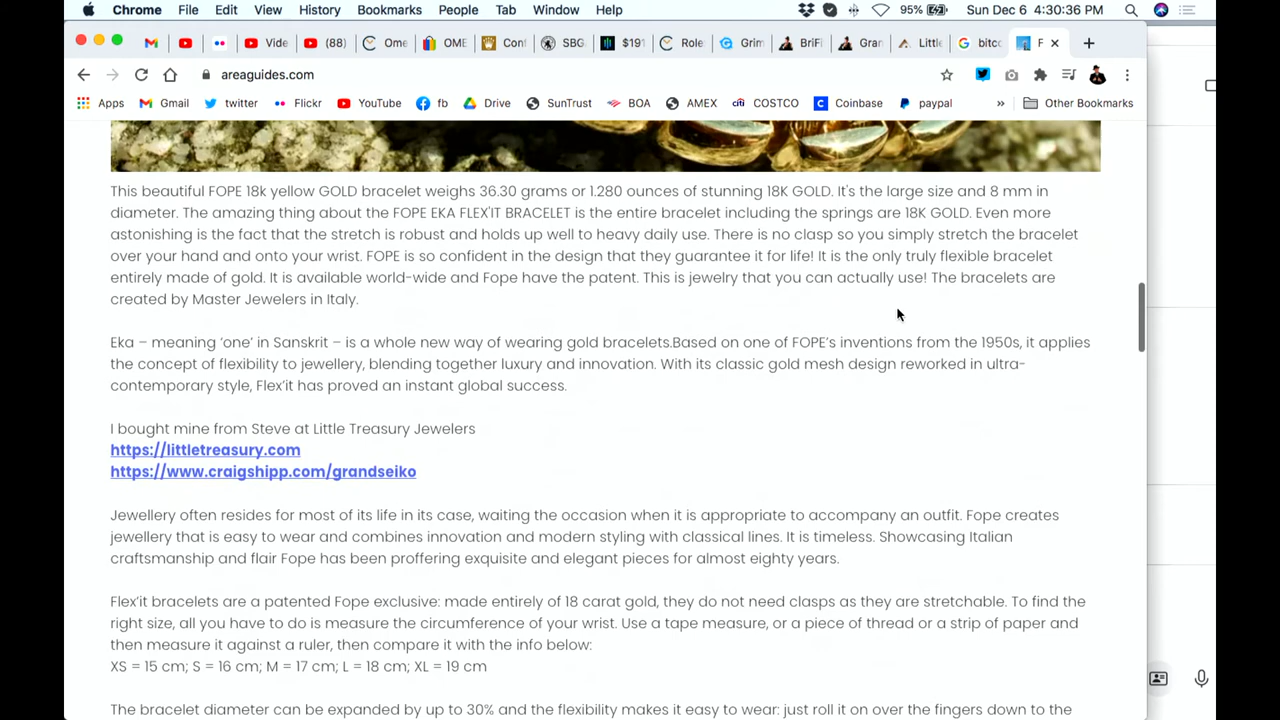 Chrome File Edit View History Bookmarks People Tab Window Help 95% Sun Dec 6 4:30:36 PM
Vide (88) Ome OME Con SBG $191 Role Grim BriFi Gran Little bitco F
areaguides.com
Apps Gmail twitter Flickr YouTube fb Drive SunTrust BOA AMEX COSTCO Coinbase paypal » Other Bookmarks
This beautiful FOPE 18k yellow GOLD bracelet weighs 36.30 grams or 1.280 ounces of stunning 18K GOLD. It's the large size and 8 mm in
diameter. The amazing thing about the FOPE EKA FLEX'IT BRACELET is the entire bracelet including the springs are 18K GOLD. Even more
astonishing is the fact that the stretch is robust and holds up well to heavy daily use. There is no clasp so you simply stretch the bracelet
over your hand and onto your wrist. FOPE is so confident in the design that they guarantee it for life! It is the only truly flexible bracelet
entirely made of gold. It is available world-wide and Fope have the patent. This is jewelry that you can actually use! The bracelets are
created by Master Jewelers in Italy.
Eka – meaning ‘one’ in Sanskrit – is a whole new way of wearing gold bracelets.Based on one of FOPE’s inventions from the 1950s, it applies
the concept of flexibility to jewellery, blending together luxury and innovation. With its classic gold mesh design reworked in ultra-
contemporary style, Flex’it has proved an instant global success.
I bought mine from Steve at Little Treasury Jewelers
https://littletreasury.com
https://www.craigshipp.com/grandseiko
Jewellery often resides for most of its life in its case, waiting the occasion when it is appropriate to accompany an outfit. Fope creates
jewellery that is easy to wear and combines innovation and modern styling with classical lines. It is timeless. Showcasing Italian
craftsmanship and flair Fope has been proffering exquisite and elegant pieces for almost eighty years.
Flex’it bracelets are a patented Fope exclusive: made entirely of 18 carat gold, they do not need clasps as they are stretchable. To find the
right size, all you have to do is measure the circumference of your wrist. Use a tape measure, or a piece of thread or a strip of paper and
then measure it against a ruler, then compare it with the info below:
XS = 15 cm; S = 16 cm; M = 17 cm; L = 18 cm; XL = 19 cm
The bracelet diameter can be expanded by up to 30% and the flexibility makes it easy to wear: just roll it on over the fingers down to the